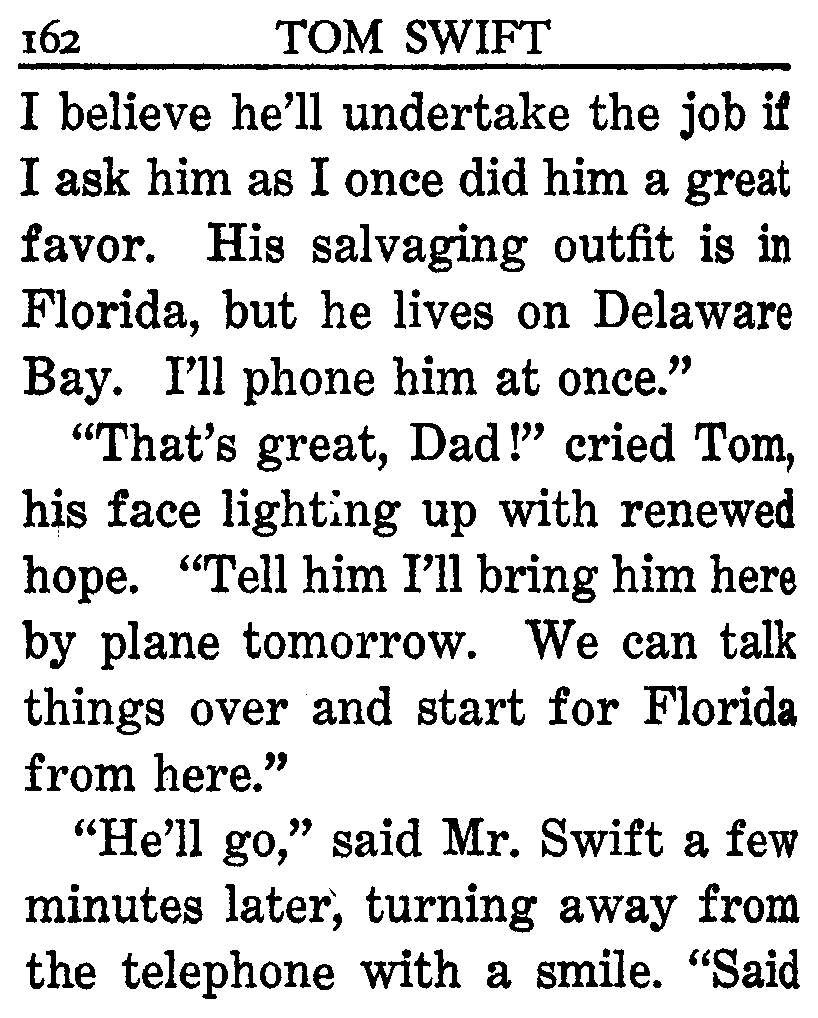 162 TOM SWIFT
I believe he’ll undertake the job if
I ask him as I once did him a great
favor. His salvaging outfit is in
Florida, but he lives on Delaware
Bay. I’ll phone him at once.”
“That’s great, Dad!” cried Tom,
his face lighting up with renewed
hope. “Tell him I’ll bring him here
by plane tomorrow. We can talk
things over and start for Florida
from here.”
“He’ll go,” said Mr. Swift a few
minutes later, turning away from
the telephone with a smile. “Said